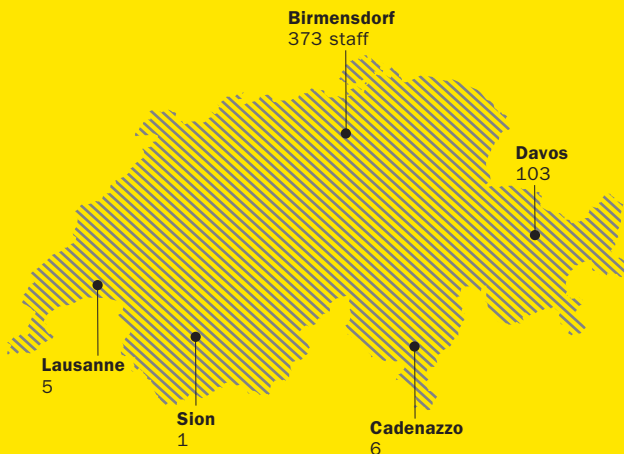 Birmensdorf
373 staff
Davos
103
Lausanne
5
Sion
1
Cadenazzo
6